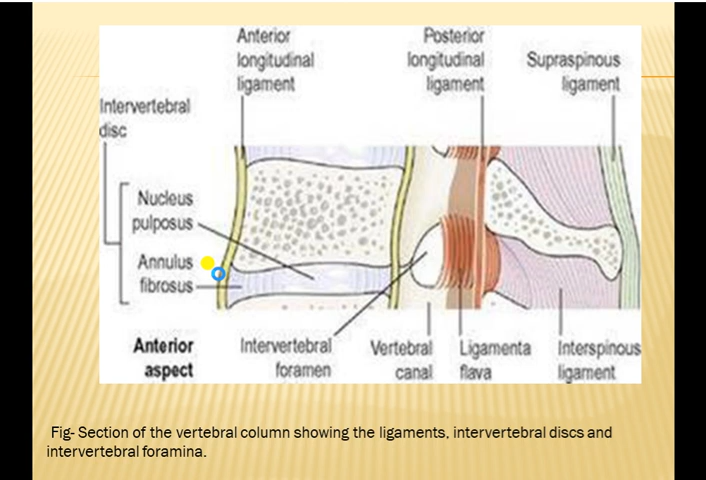 Anterior
longitudinal
ligament
Posterior
longitudinal
ligament
Supraspinous
ligament
Intervertebral
disc
Nucleus
pulposus
Annulus
fibrosus
Anterior
aspect
Intervertebral
foramen
Vertebral
canal
Ligamenta
flava
Interspinous
ligament
Fig- Section of the vertebral column showing the ligaments, intervertebral discs and
intervertebral foramina.